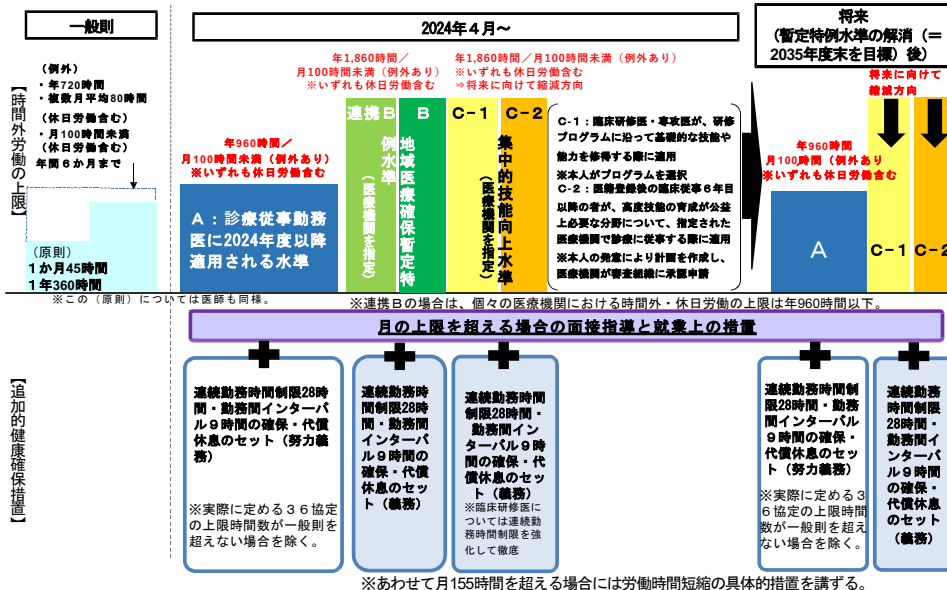 一般則
2024年４月～
将来
（暫定特例水準の解消（＝
2035年度末を目標）後）
【時間外労働の上限】
（例外）
・年720時間
・複数月平均80時間
（休日労働含む）
・月100時間未満
（休日労働含む）
年間６か月まで
（原則）
１か月45時間
１年360時間
※この（原則）については医師も同様。
年960時間／
月100時間未満（例外あり）
※いずれも休日労働含む
A：診療従事勤務
医に2024年度以降
適用される水準
年1,860時間／
月100時間未満（例外あり）
※いずれも休日労働含む
連携Ｂ
Ｂ
地域医療確保暫定特
例水準
（医療機関を指定）
年1,860時間／月100時間未満（例外あり）
※いずれも休日労働含む
⇒将来に向けて縮減方向
C-1
C-2
集中的技能向上水準
（医療機関を指定）
C-1：臨床研修医・専攻医が、研修
プログラムに沿って基礎的な技能や
能力を修得する際に適用
※本人がプログラムを選択
C-2：医籍登録後の臨床従事６年目
以降の者が、高度技能の育成が公益
上必要な分野について、指定された
医療機関で診療に従事する際に適用
※本人の発意により計画を作成し、
医療機関が審査組織に承認申請
将来に向けて
縮減方向
年960時間／
月100時間（例外あり
※いずれも休日労働含む
A
C-1
C-2
※連携Ｂの場合は、個々の医療機関における時間外・休日労働の上限は年960時間以下。
月の上限を超える場合の面接指導と就業上の措置
【追加的健康確保措置】
連続勤務時間制限28時
間・勤務間インターバ
ル９時間の確保・代償
休息のセット（努力義
務）
※実際に定める３６協定
の上限時間数が一般則を
超えない場合を除く。
連続勤務時
間制限28時
間・勤務間
インターバ
ル９時間の
確保・代償
休息のセッ
ト（義務）
連続勤務時間
制限28時間・
勤務間イン
ターバル９時
間の確保・代
償休息のセッ
ト（義務）
※臨床研修医に
ついては連続勤
務時間制限を強
化して徹底
連続勤務時間制
限28時間・勤務
間インターバル
９時間の確保・
代償休息のセッ
ト（努力義務）
※実際に定める３
６協定の上限時間
数が一般則を超え
ない場合を除く。
連続勤務制限
時間28時間・
勤務間イン
ターバル９時間
の確保・
代償休息
のセット
（義務）
※あわせて月155時間を超える場合には労働時間短縮の具体的措置を講ずる。